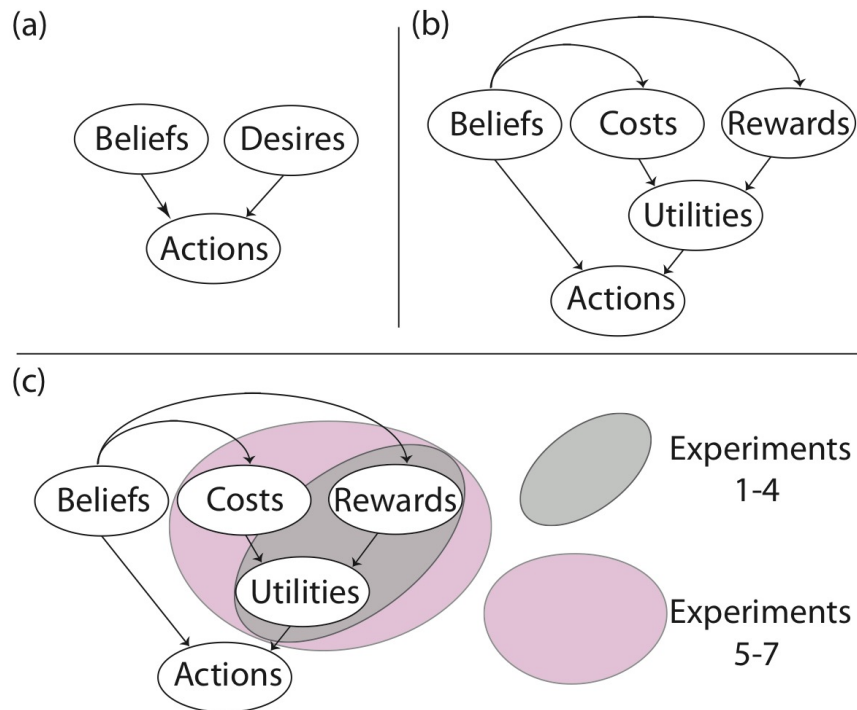 (a)
Beliefs
Desires
Actions
(b)
Beliefs
Costs
Rewards
Utilities
Actions
(c)
Beliefs
Costs
Rewards
Utilities
Actions
Experiments
1-4
Experiments
5-7